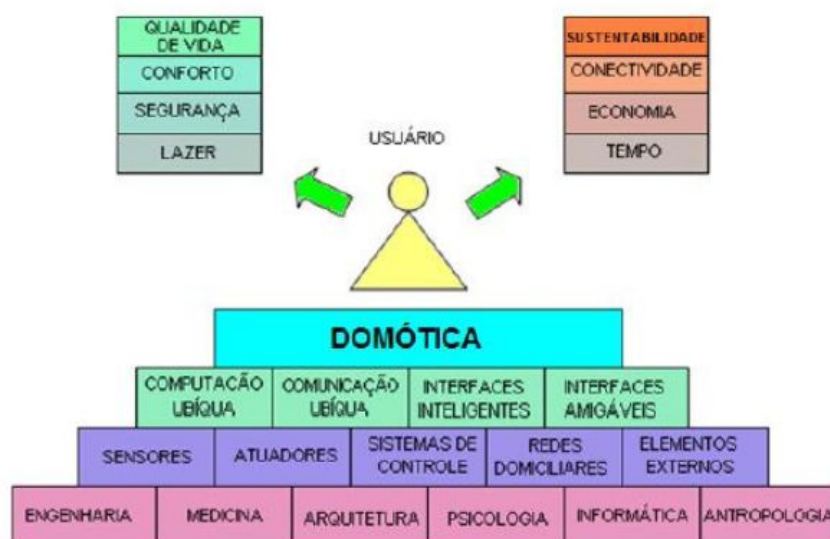 QUALIDADE
DE VIDA
CONFORTO
SEGURANÇA
LAZER
SUSTENTABILIDADE
CONECTIVIDADE
ECONOMIA
TEMPO
USUÁRIO
DOMÓTICA
COMPUTAÇÃO
UBÍQUA
COMUNICAÇÃO
UBÍQUA
INTERFACES
INTELIGENTES
INTERFACES
AMIGÁVEIS
SENSORES
ATUADORES
SISTEMAS DE
CONTROLE
REDES
DOMICILIARES
ELEMENTOS
EXTERNOS
ENGENHARIA
MEDICINA
ARQUITETURA
PSICOLOGIA
INFORMÁTICA
ANTROPOLOGIA